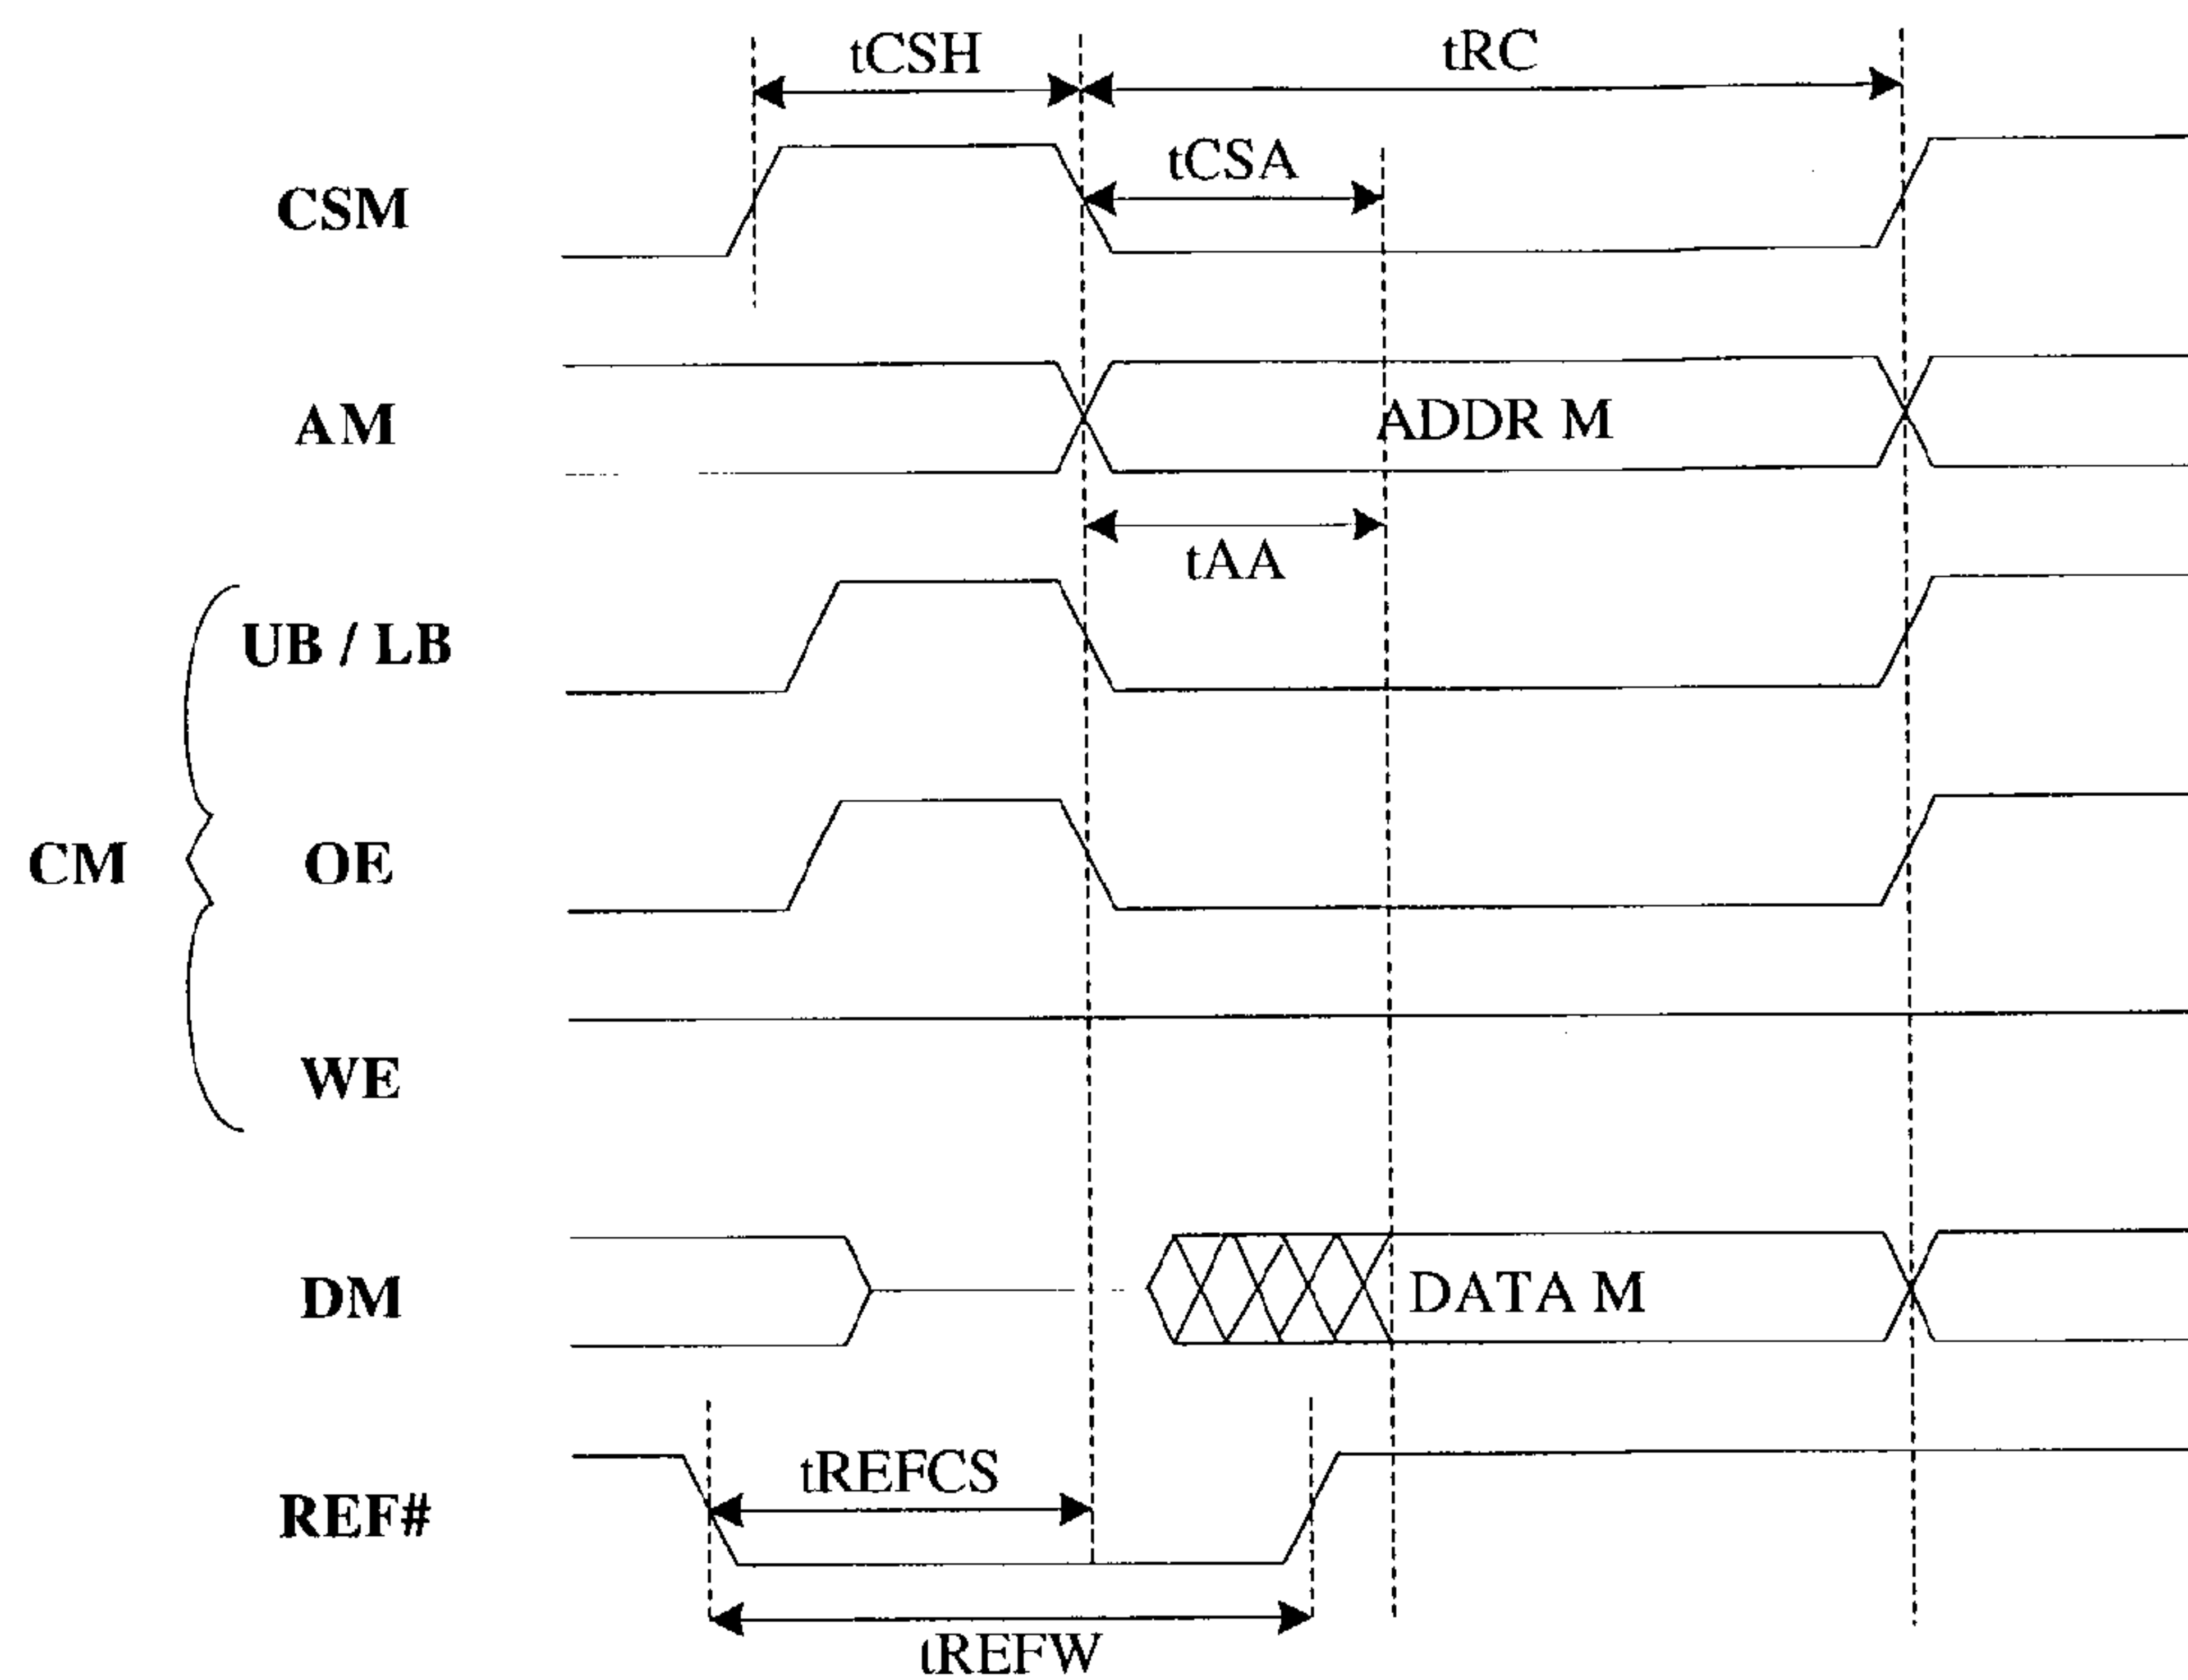 tCSH
tRC
tCSA
CSM
AM
ADDR M
tAA
UB / LB
CM
OE
WE
DM
DATA M
tREFCS
REF#
tREFW